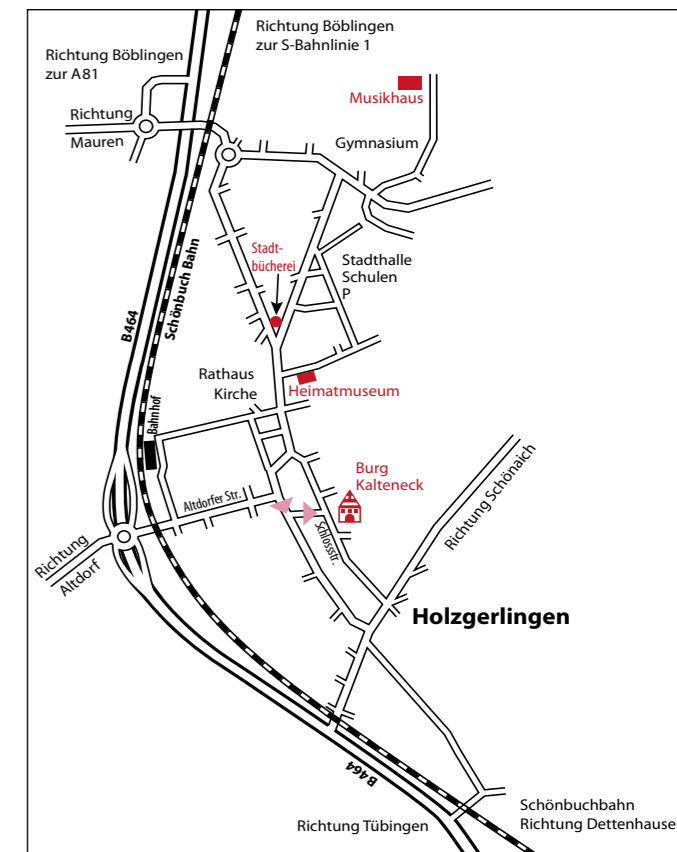 Richtung Böblingen
zur S-Bahnlinie 1
Richtung Böblingen
zur A81
Musikhaus
Richtung
Mauren
Gymnasium
Stadt-
bücherei
Stadthalle
Schulen
P
Schönbuch Bahn
B464
Rathaus
Kirche
Heimatmuseum
Bahnhof
Burg
Kalteneck
Richtung Schönaich
Altdorfer Str.
Schlossstr.
Richtung
Altdorf
Holzgerlingen
B464
Schönbuchbahn
Richtung Dettenhausen
Richtung Tübingen